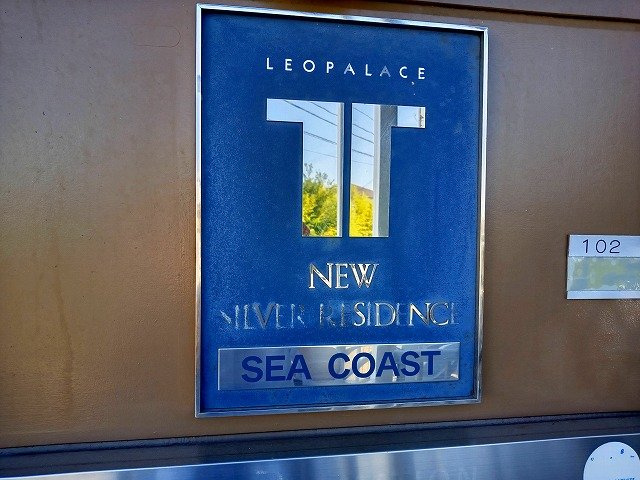 LEOPALACE
NEW
SILVER RESIDENCE
SEA COAST
102